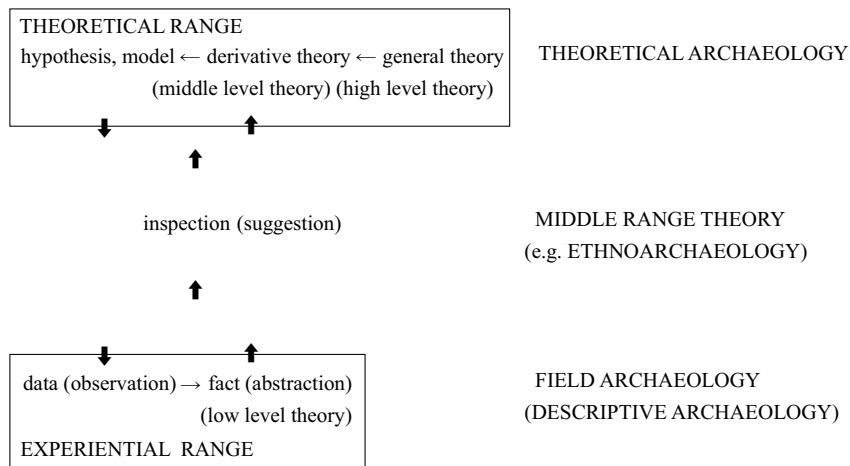 THEORETICAL RANGE
hypothesis, model ← derivative theory ← general theory
(middle level theory) (high level theory)
THEORETICAL ARCHAEOLOGY
inspection (suggestion)
MIDDLE RANGE THEORY
(e.g. ETHNOARCHAEOLOGY)
data (observation) → fact (abstraction)
(low level theory)
EXPERIENTIAL RANGE
FIELD ARCHAEOLOGY
(DESCRIPTIVE ARCHAEOLOGY)